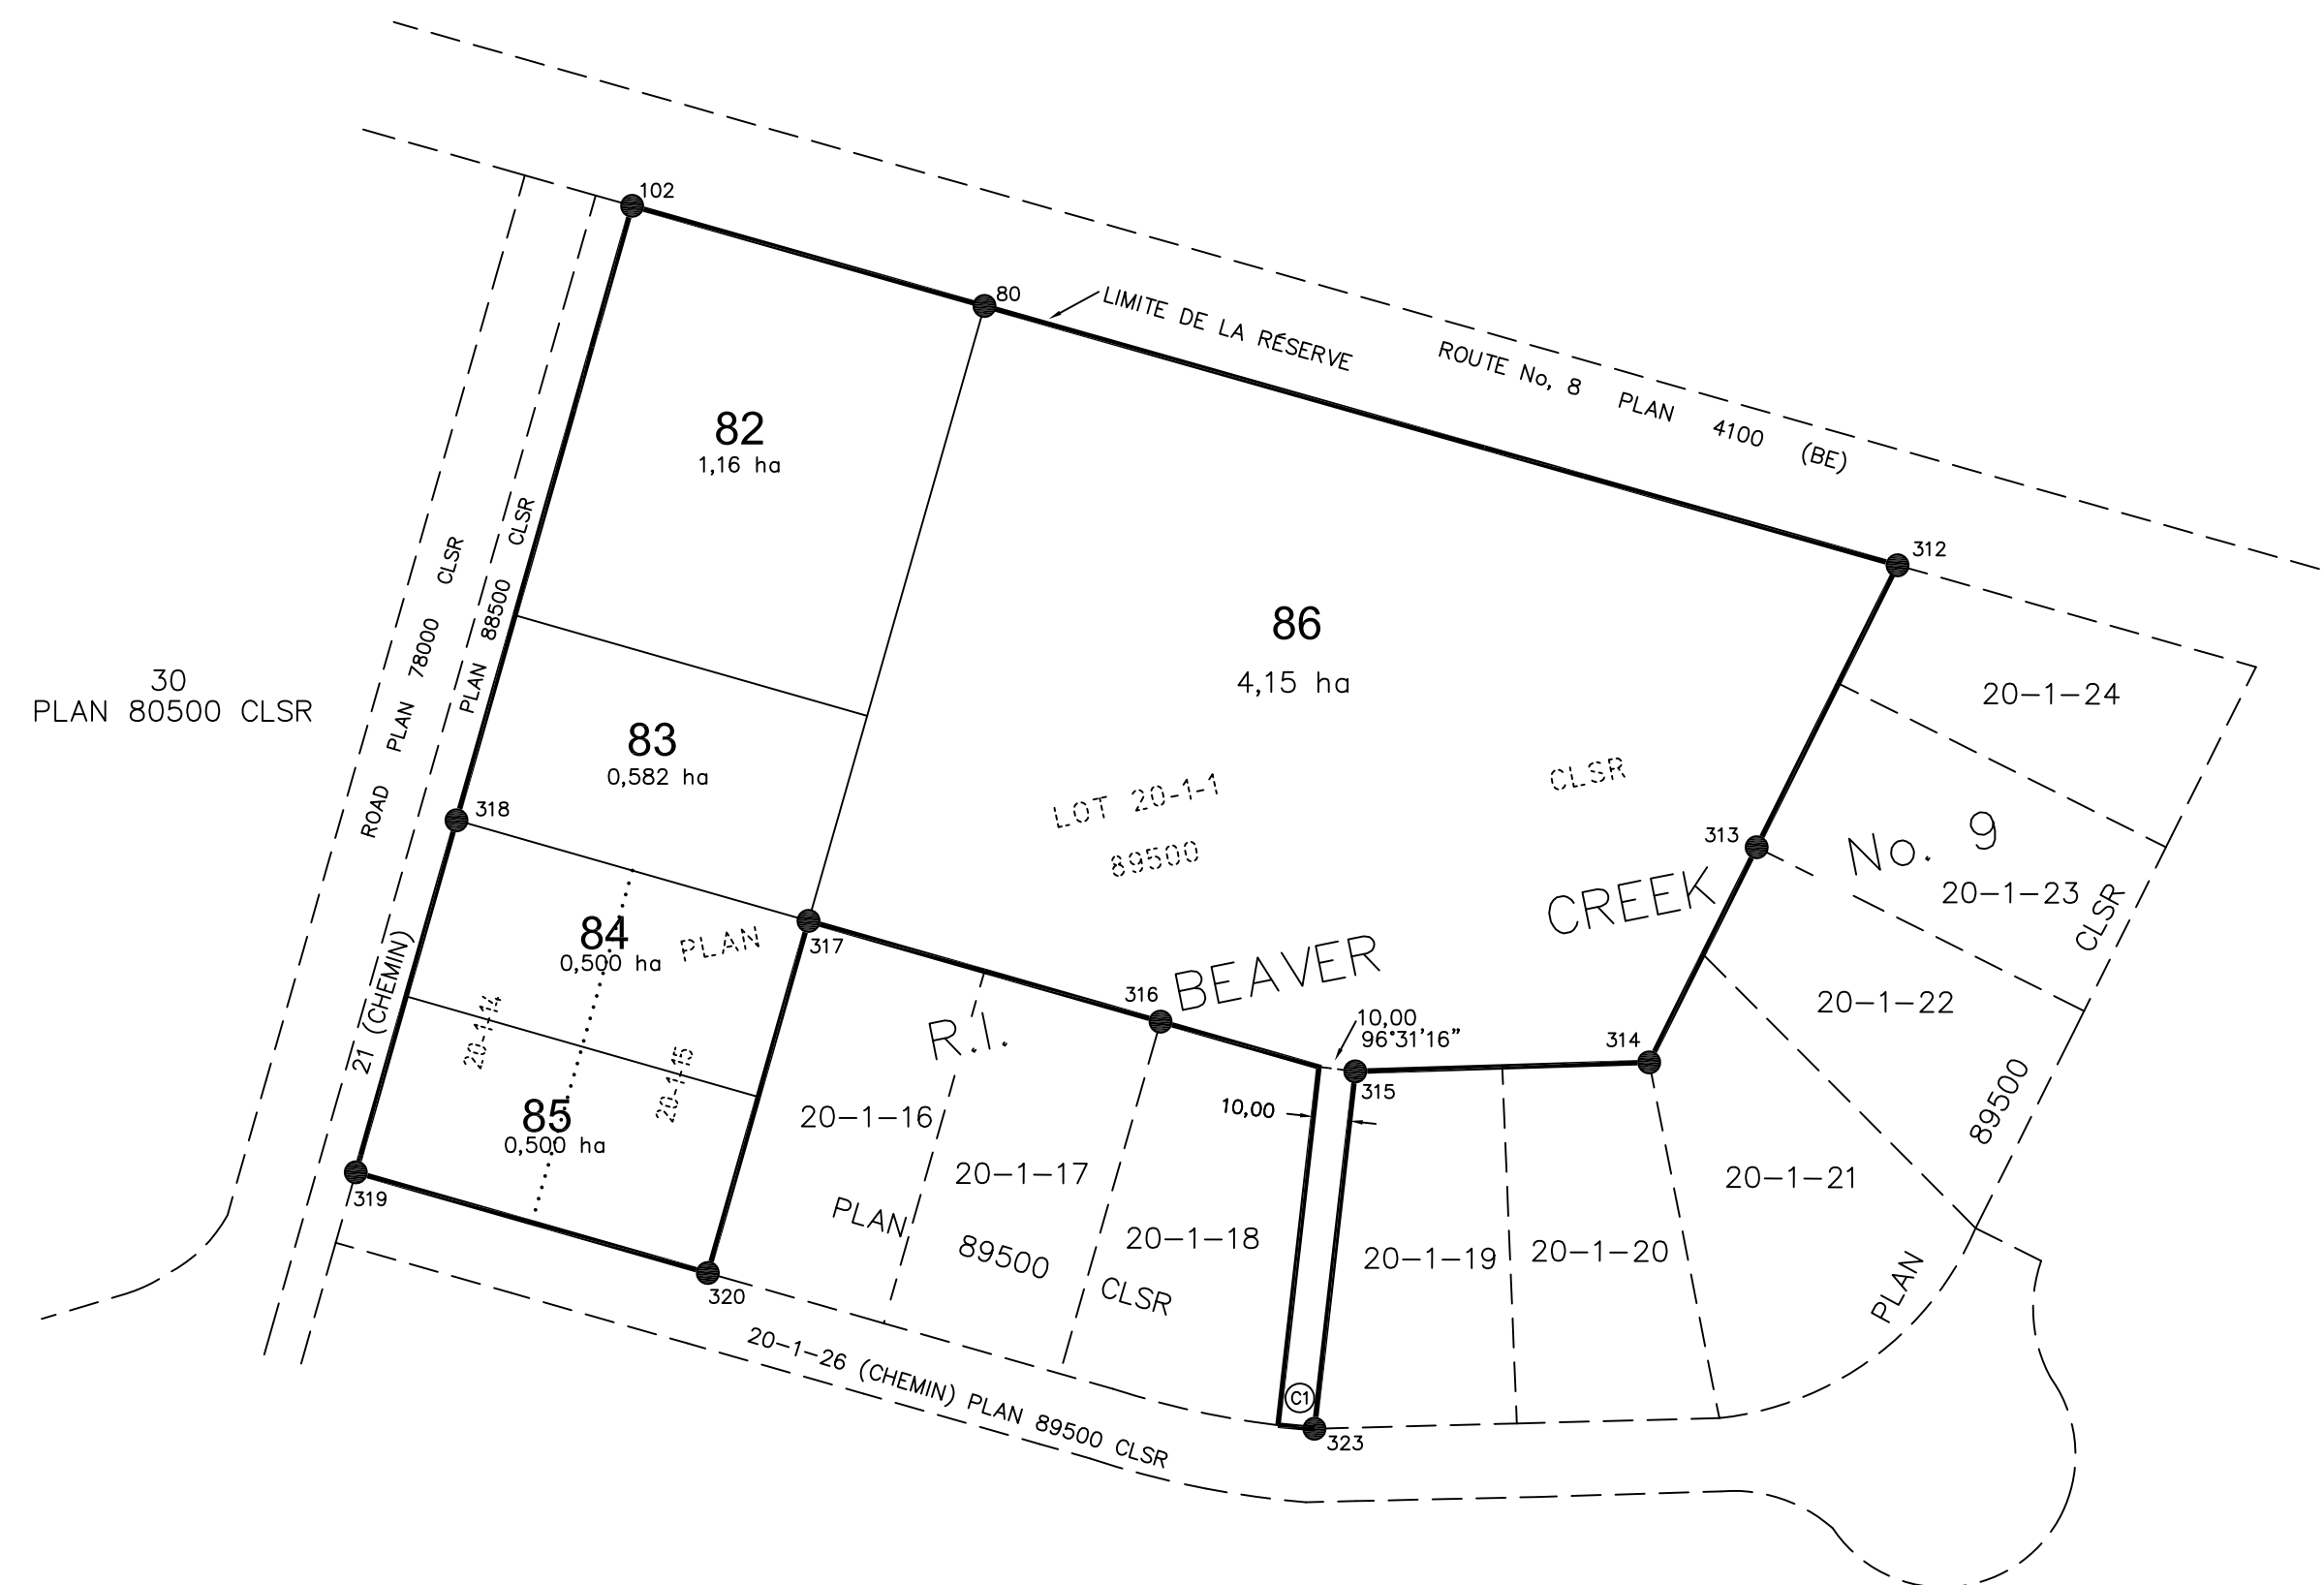 102
80
LIMITE DE LA RÉSERVE
ROUTE No, 8 PLAN 4100 (BE)
82
1,16 ha
312
86
4,15 ha
30
PLAN 80500 CLSR
ROAD PLAN 78000 CLSR
21 (CHEMIN) PLAN 88500 CLSR
20-1-24
83
0,582 ha
318
LOT 20-1-1
PLAN 89500 CLSR
313
R.I. BEAVER CREEK No. 9
20-1-23
84
0,500 ha
317
316
20-1-22
20-1-14
20-1-15
10,00
96°31'16"
314
315
10,00
85
0,500 ha
20-1-16
20-1-17
20-1-18
20-1-19
20-1-20
20-1-21
319
320
PLAN 89500 CLSR
PLAN 89500 CLSR
C1
323
20-1-26 (CHEMIN) PLAN 89500 CLSR